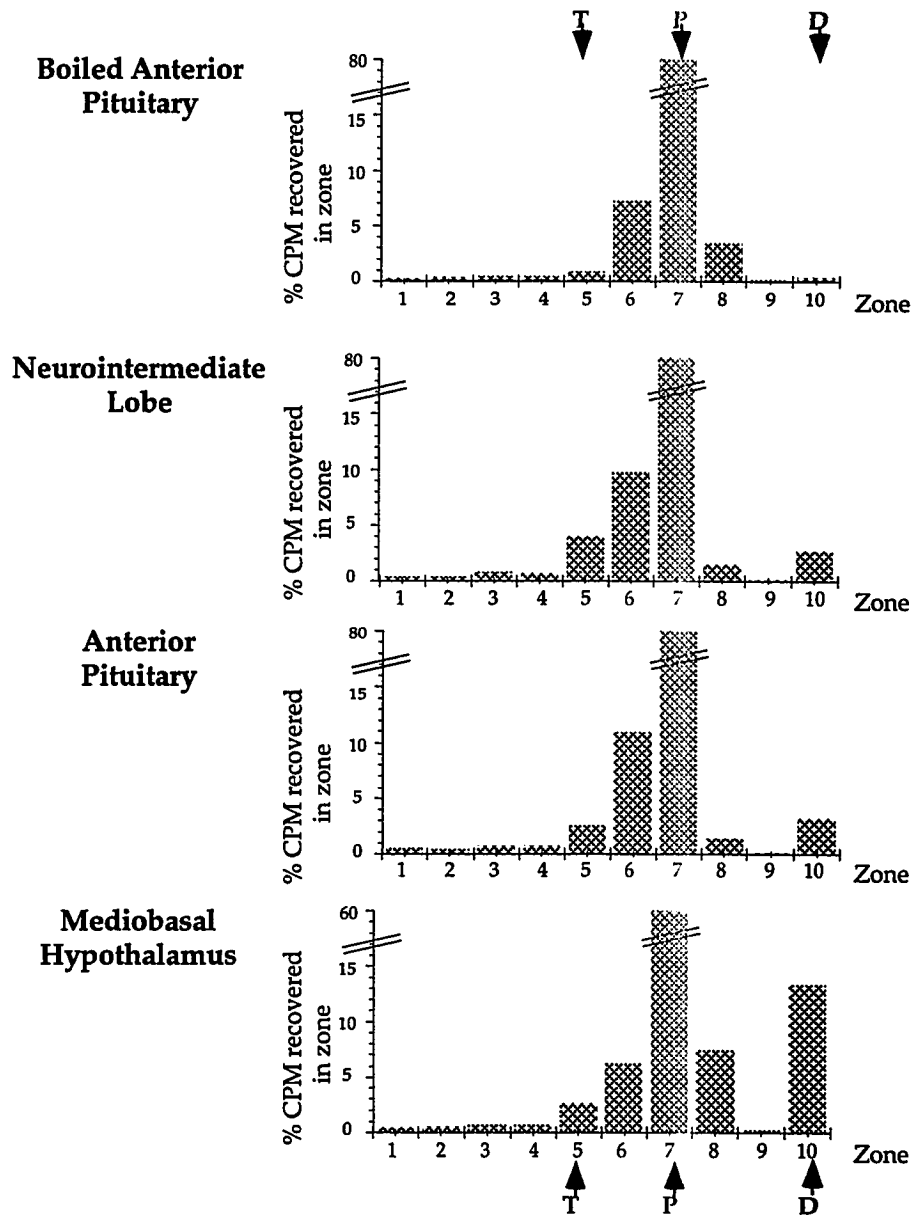 T P D
Boiled Anterior
Pituitary
% CPM recovered
in zone
80
15
10
5
0
1 2 3 4 5 6 7 8 9 10 Zone
Neurointermediate
Lobe
% CPM recovered
in zone
80
15
10
5
0
1 2 3 4 5 6 7 8 9 10 Zone
Anterior
Pituitary
% CPM recovered
in zone
80
15
10
5
0
1 2 3 4 5 6 7 8 9 10 Zone
Mediobasal
Hypothalamus
% CPM recovered
in zone
60
15
10
5
0
1 2 3 4 5 6 7 8 9 10 Zone
T P D